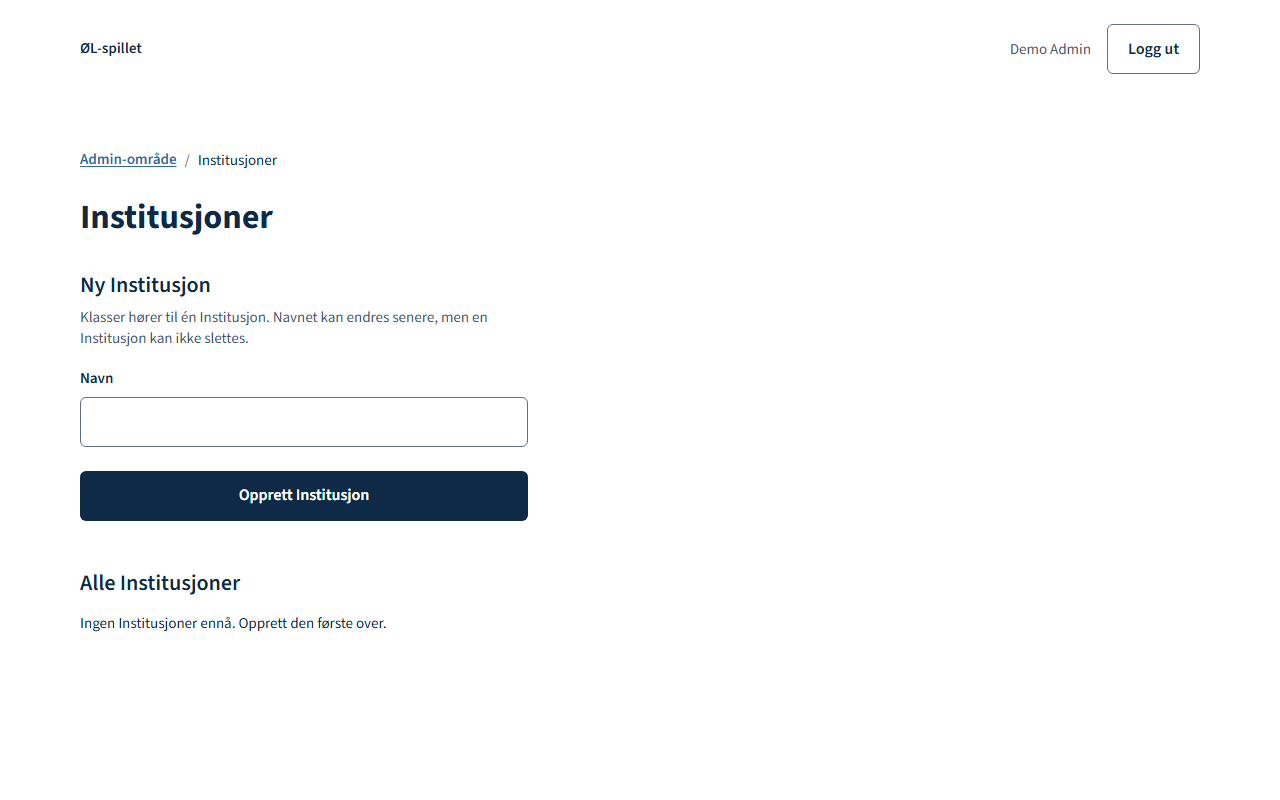 ØL-spillet
Demo Admin
Logg ut
Admin-område / Institusjoner
Institusjoner
Ny Institusjon
Klasser hører til én Institusjon. Navnet kan endres senere, men en
Institusjon kan ikke slettes.
Navn
Opprett Institusjon
Alle Institusjoner
Ingen Institusjoner ennå. Opprett den første over.